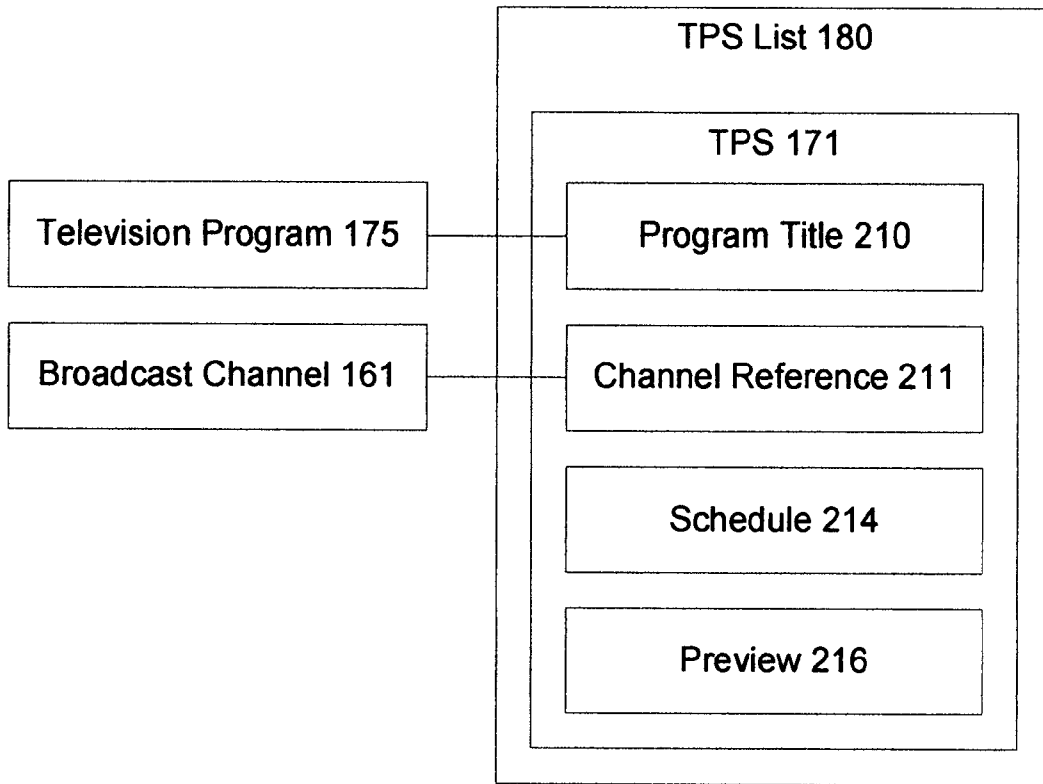 TPS List 180
TPS 171
Television Program 175
Program Title 210
Broadcast Channel 161
Channel Reference 211
Schedule 214
Preview 216